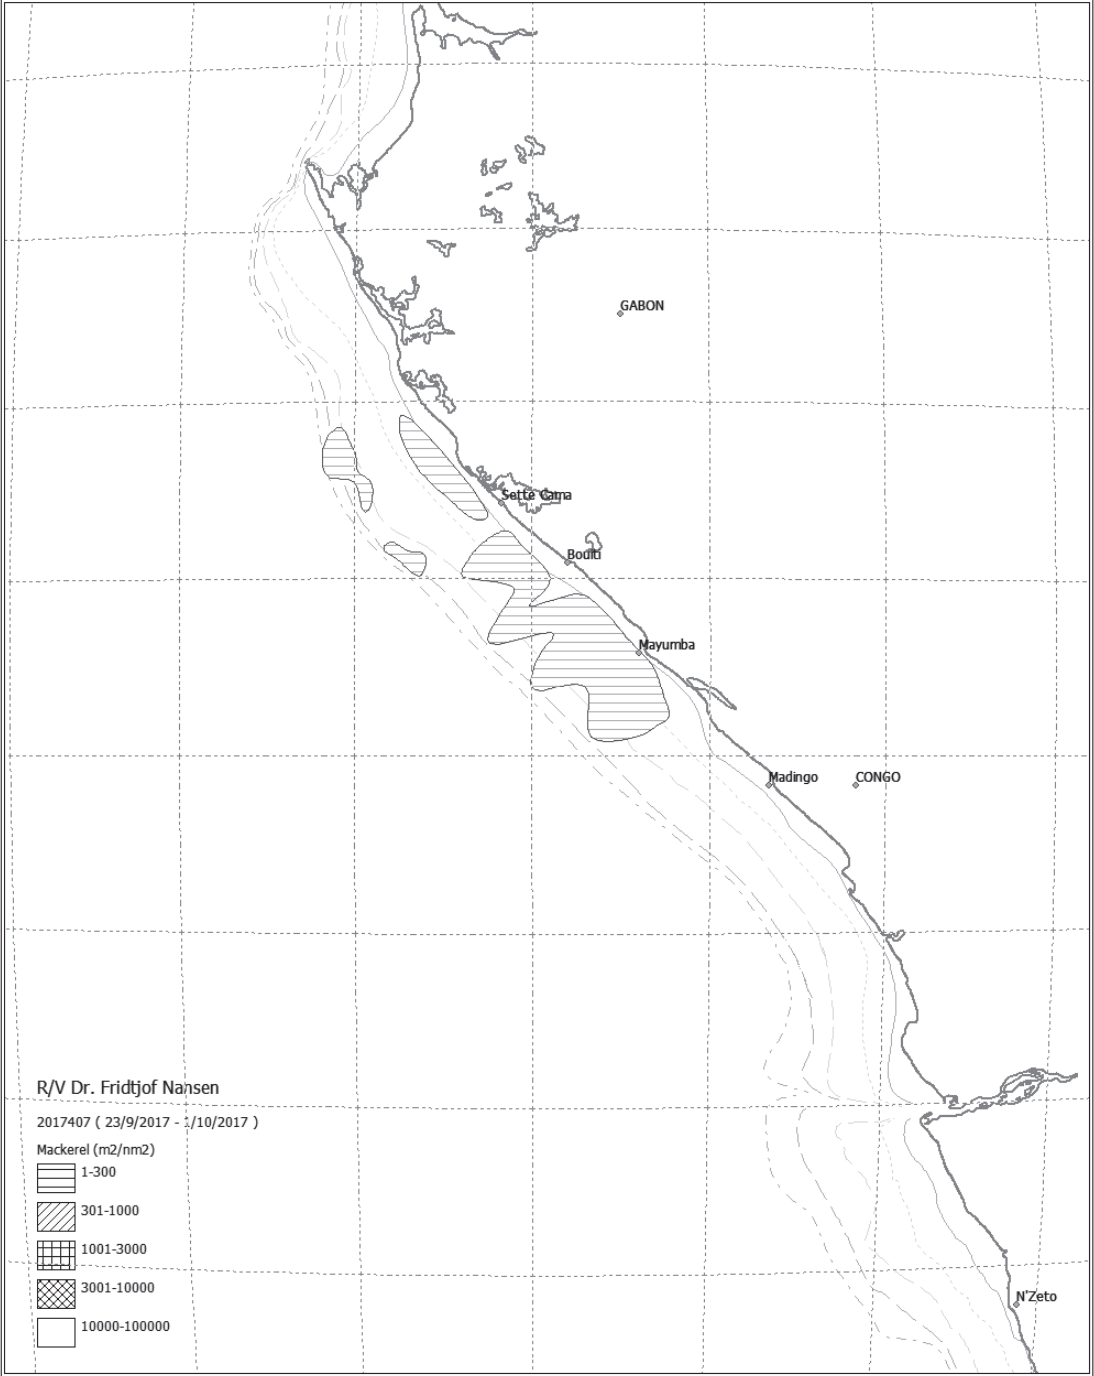 GABON
Sette Cama
Bouiti
Mayumba
Madingo
CONGO
R/V Dr. Fridtjof Nansen
2017407 ( 23/9/2017 - 1/10/2017 )
Mackerel (m2/nm2)
1-300
301-1000
1001-3000
3001-10000
10000-100000
N'Zeto